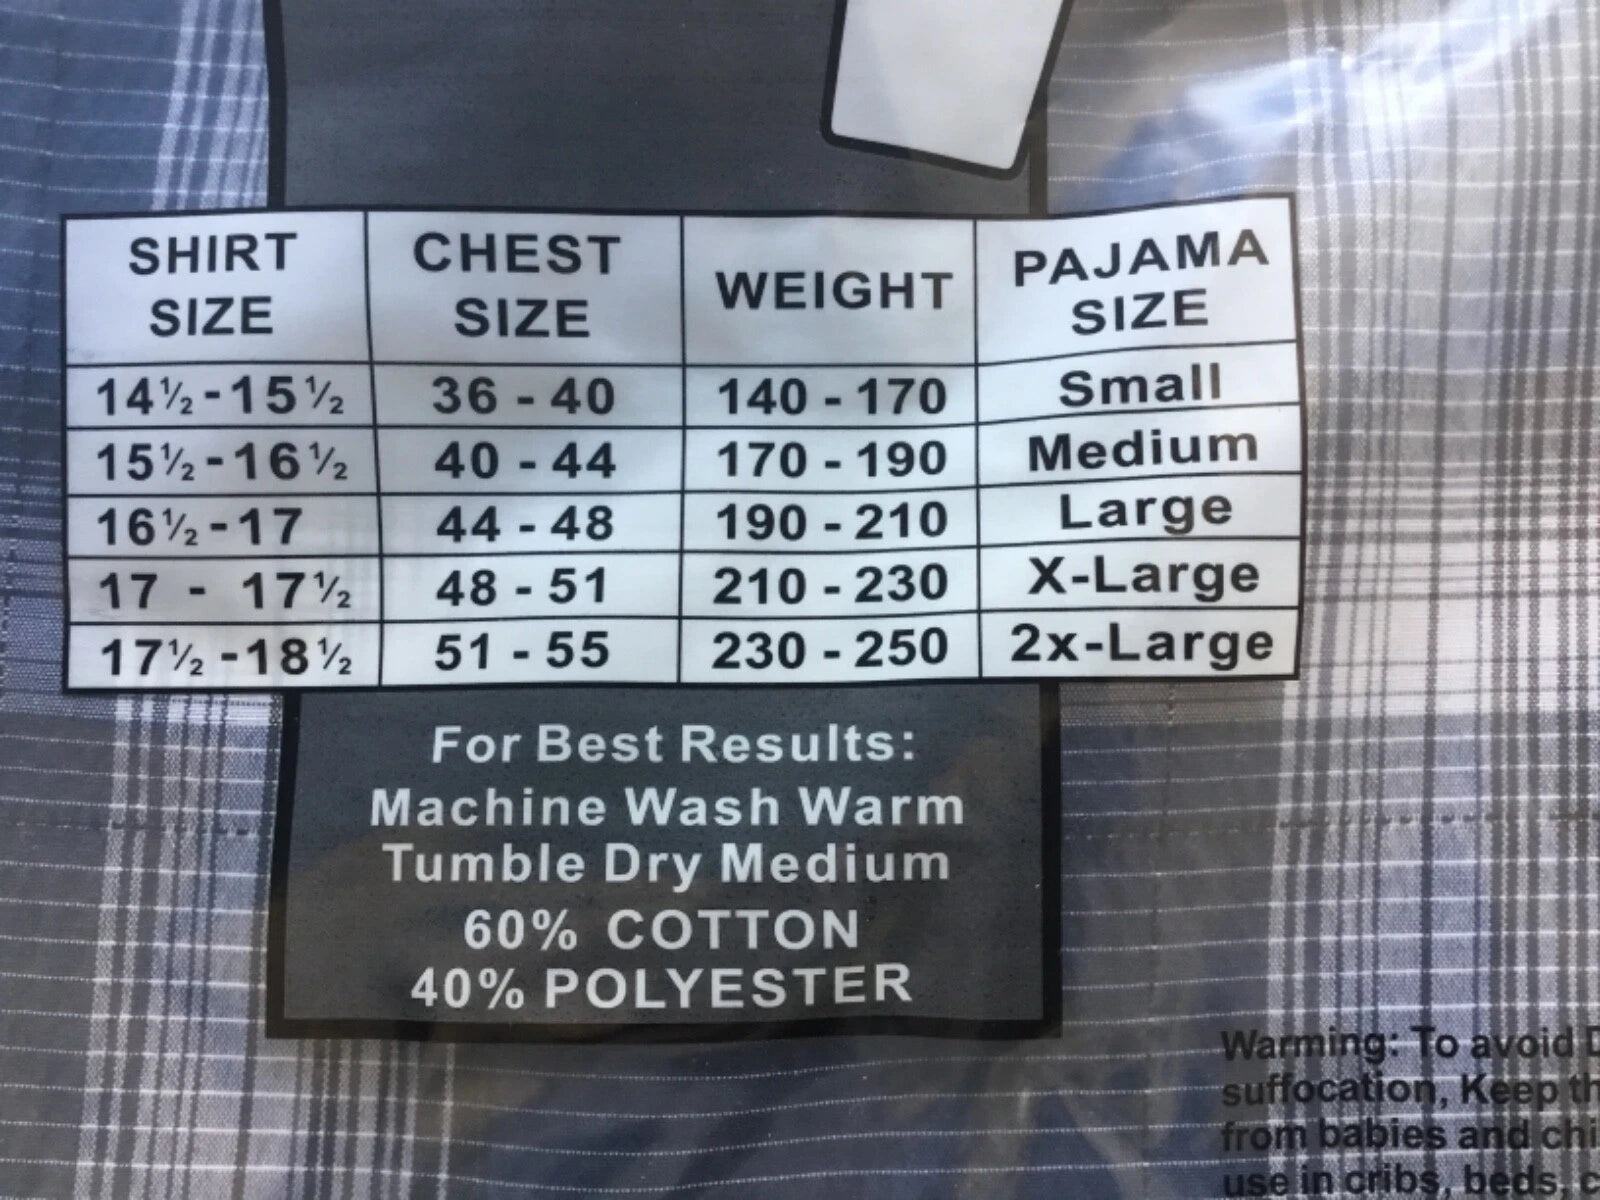 SHIRT SIZE CHEST SIZE WEIGHT PAJAMA SIZE
14½-15½ 36 - 40 140 - 170 Small
15½-16½ 40 - 44 170 - 190 Medium
16½-17 44 - 48 190 - 210 Large
17 - 17½ 48 - 51 210 - 230 X-Large
17½-18½ 51 - 55 230 - 250 2x-Large
For Best Results:
Machine Wash Warm
Tumble Dry Medium
60% COTTON
40% POLYESTER
Warming: To avoid
suffocation, Keep
from babies and
use in cribs, beds,